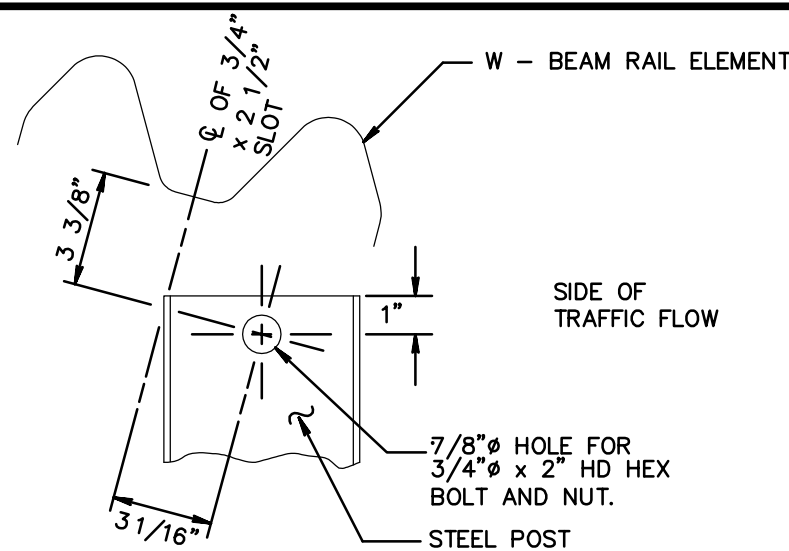 W - BEAM RAIL ELEMENT
℄ OF 3/4"
x 2 1/2"
SLOT
3 3/8"
1"
SIDE OF
TRAFFIC FLOW
7/8"ø HOLE FOR
3/4"ø x 2" HD HEX
BOLT AND NUT.
3 1/16"
STEEL POST